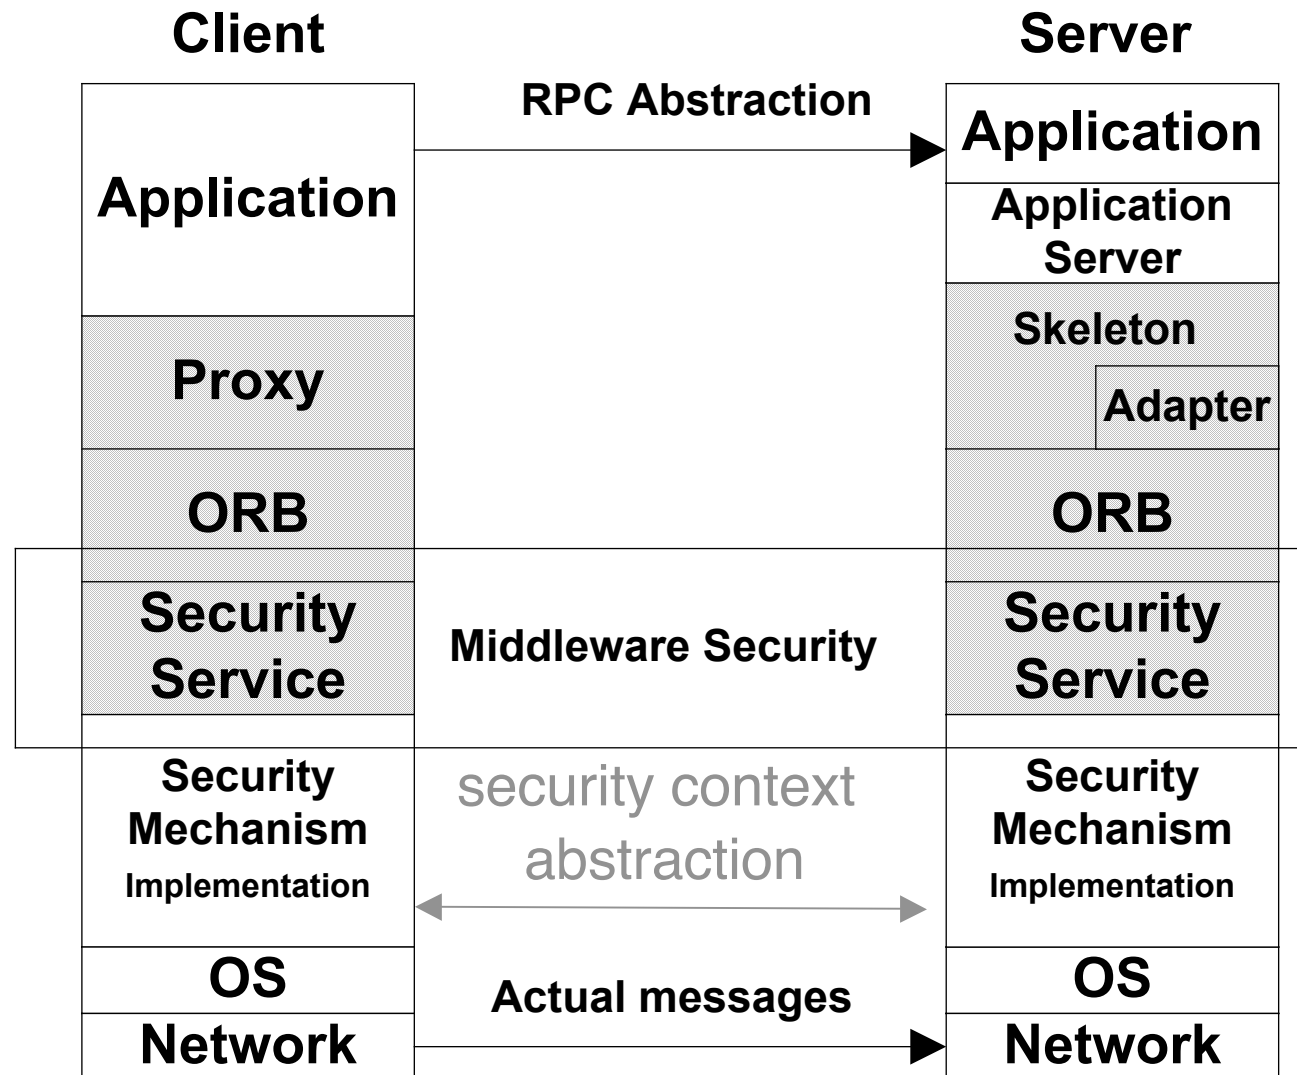 Client
Server
RPC Abstraction
Application
Application
Application
Server
Skeleton
Adapter
Proxy
ORB
ORB
Security
Service
Middleware Security
Security
Service
Security
Mechanism
Implementation
security context
abstraction
Security
Mechanism
Implementation
OS
Actual messages
OS
Network
Network